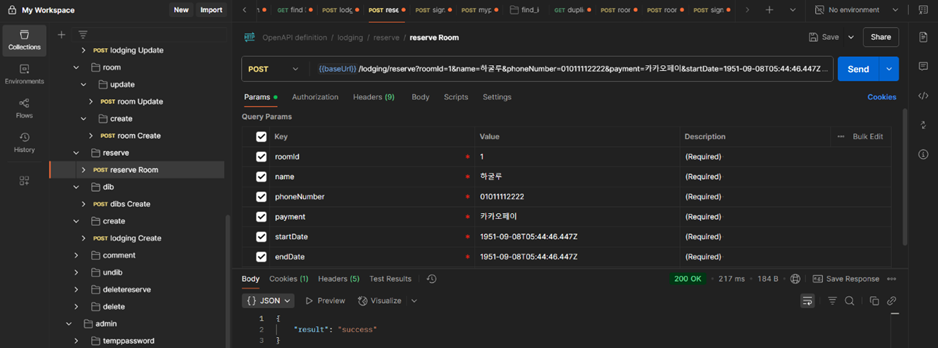 My Workspace
New
Import
GET find
POST lodg
POST rese
POST sign
POST myp
find_i
GET dupli
POST roor
POST roor
POST sign
No environment
Collections
Environments
Flows
History
POST lodging Update
room
update
POST room Update
create
POST room Create
reserve
POST reserve Room
dib
POST dibs Create
create
POST lodging Create
comment
undib
deletereserve
delete
admin
temppassword
OpenAPI definition / lodging / reserve / reserve Room
Save
Share
POST
{{baseUrl}} /lodging/reserve?roomId=1&name=하굴루&phoneNumber=01011112222&payment=카카오페이&startDate=1951-09-08T05:44:46.447Z...
Send
Params
Authorization
Headers (9)
Body
Scripts
Settings
Cookies
Query Params
Key Value Description ... Bulk Edit
roomId 1 (Required)
name 하굴루 (Required)
phoneNumber 01011112222 (Required)
payment 카카오페이 (Required)
startDate 1951-09-08T05:44:46.447Z (Required)
endDate 1951-09-08T05:44:46.447Z (Required)
Body Cookies (1) Headers (5) Test Results
200 OK • 217 ms • 184 B
Save Response
{} JSON Preview Visualize
1 {
2 "result": "success"
3 }